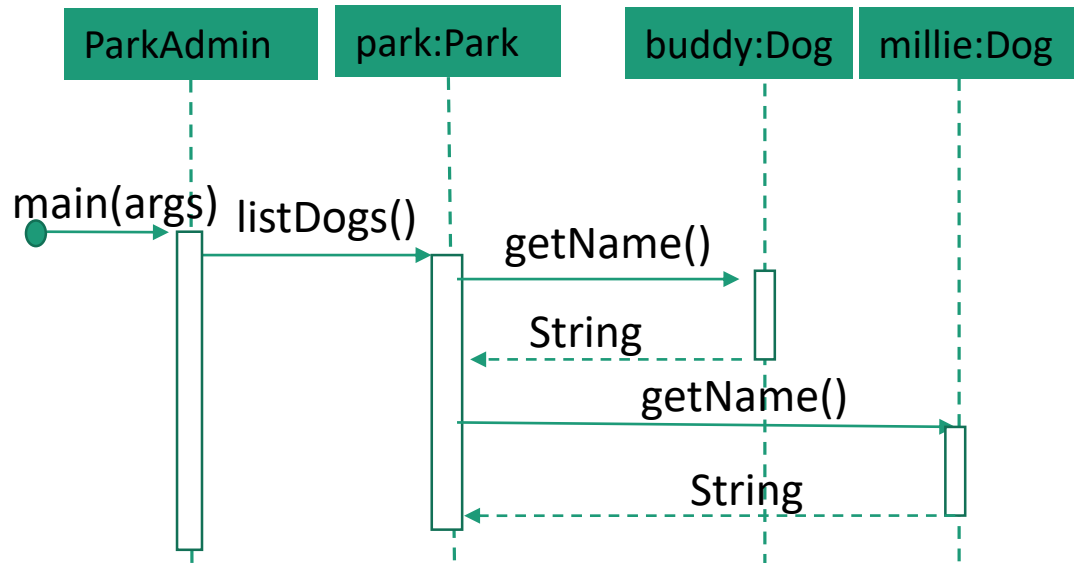 ParkAdmin
park:Park
buddy:Dog
millie:Dog
main(args)
listDogs()
getName()
String
getName()
String